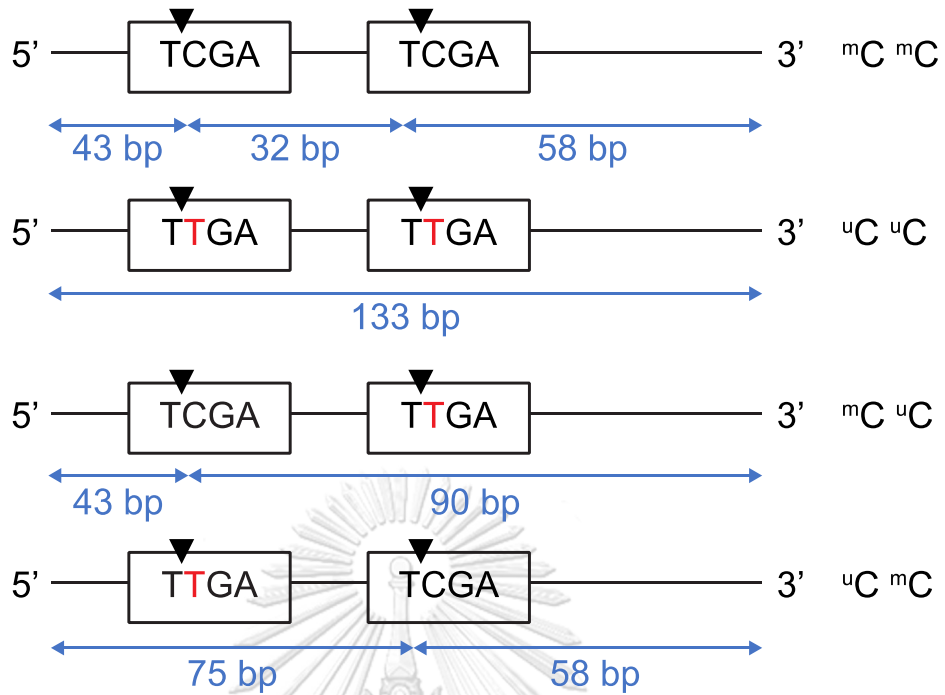 5’ TCGA TCGA 3’ ᵐC ᵐC
43 bp 32 bp 58 bp
5’ TTGA TTGA 3’ ᵘC ᵘC
133 bp
5’ TCGA TTGA 3’ ᵐC ᵘC
43 bp 90 bp
5’ TTGA TCGA 3’ ᵘC ᵐC
75 bp 58 bp